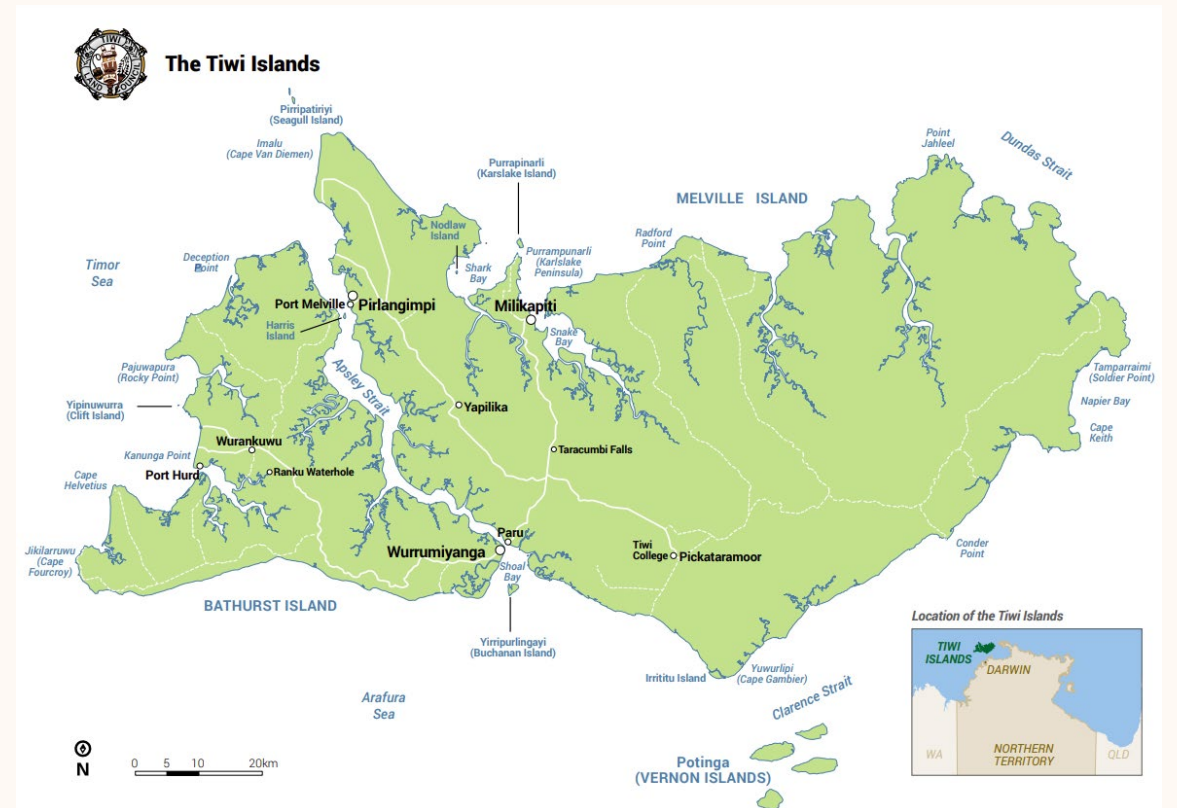 TIWI
LAND COUNCIL
The Tiwi Islands
Pirripatiriyi
(Seagull Island)
Imalu
(Cape Van Diemen)
Purrapinarli
(Karslake Island)
Point
Jahleel
Dundas Strait
MELVILLE ISLAND
Nodlaw
Island
Radford
Point
Purrampunarli
(Karlslake
Peninsula)
Timor
Sea
Deception
Point
Shark
Bay
Port Melville
Pirlangimpi
Milikapiti
Harris
Island
Snake
Bay
Pajuwapura
(Rocky Point)
Apsley Strait
Tamparraimi
(Soldier Point)
Yipinuwurra
(Clift Island)
Yapilika
Napier Bay
Cape
Keith
Wurankuwu
Taracumbi Falls
Kanunga Point
Port Hurd
Ranku Waterhole
Cape
Helvetius
Paru
Wurrumiyanga
Tiwi
College
Pickataramoor
Conder
Point
Jikilarruwu
(Cape
Fourcroy)
Shoal
Bay
BATHURST ISLAND
Yirripurlingayi
(Buchanan Island)
Irrititu Island
Yuwurlipi
(Cape Gambier)
Arafura
Sea
Clarence Strait
Potinga
(VERNON ISLANDS)
N
0 5 10 20km
Location of the Tiwi Islands
TIWI
ISLANDS
DARWIN
WA
NORTHERN
TERRITORY
QLD